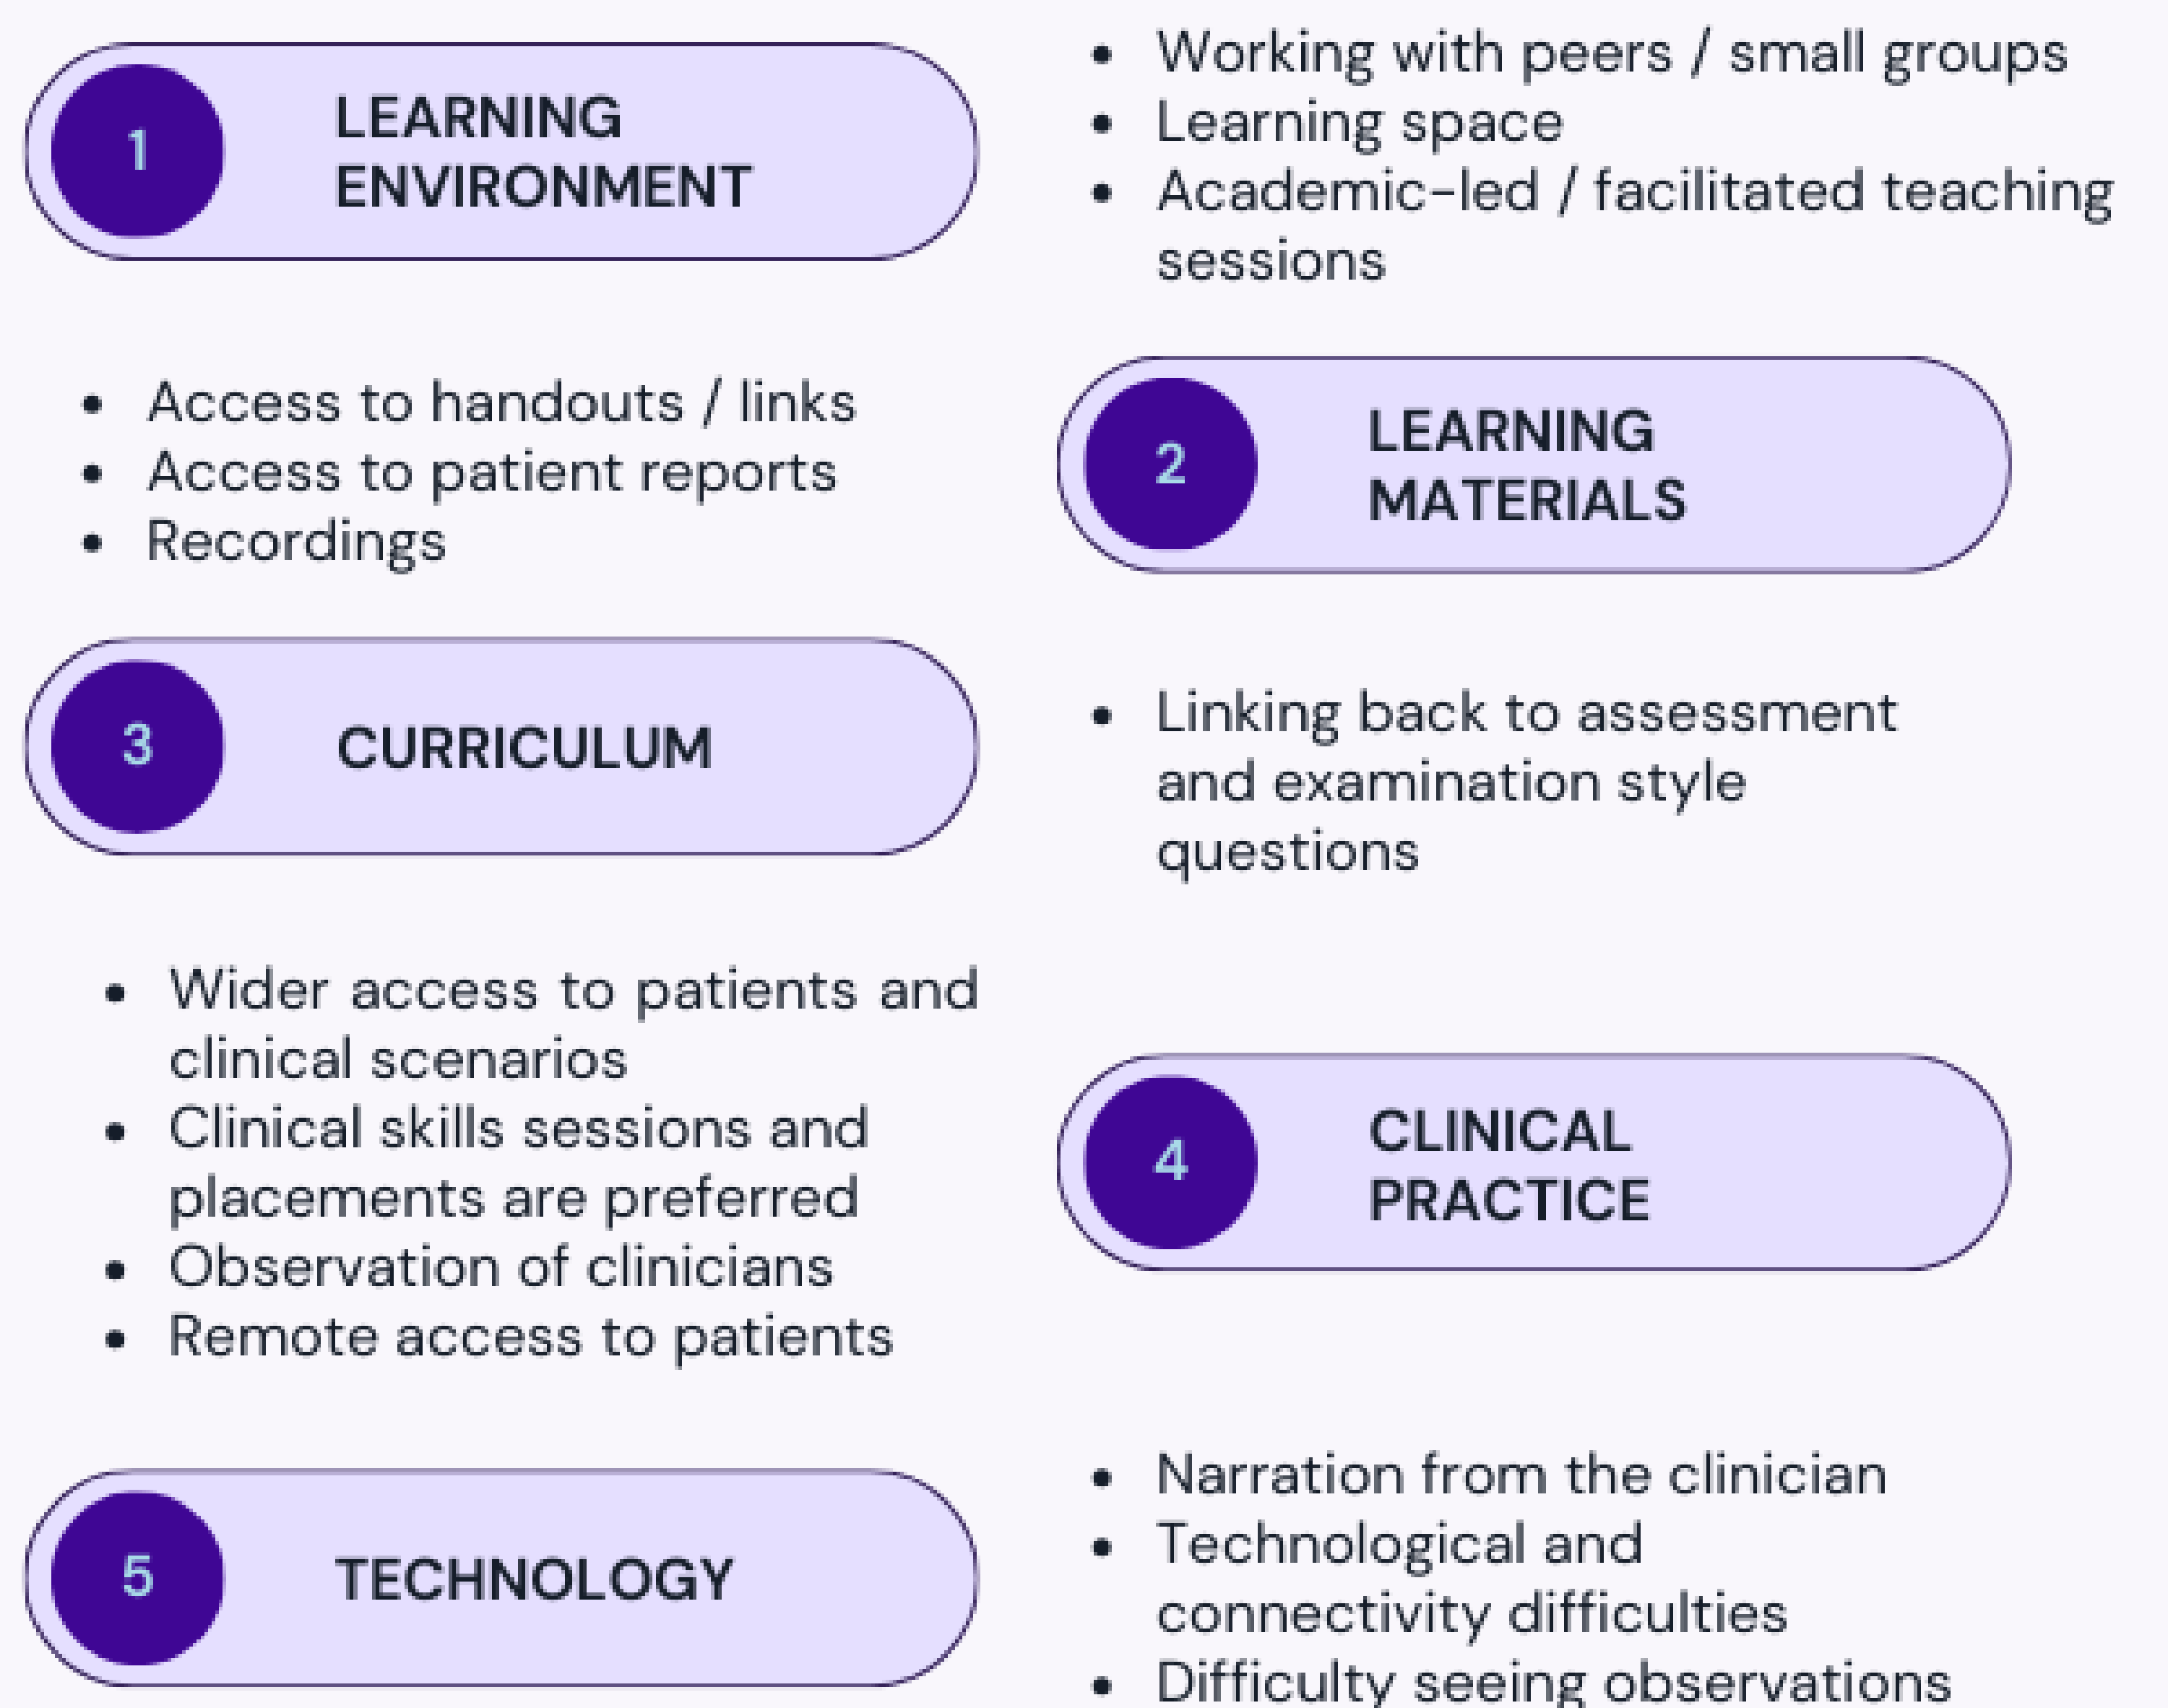 1
LEARNING
ENVIRONMENT
• Working with peers / small groups
• Learning space
• Academic-led / facilitated teaching
sessions
• Access to handouts / links
• Access to patient reports
• Recordings
2
LEARNING
MATERIALS
3
CURRICULUM
• Linking back to assessment
and examination style
questions
• Wider access to patients and
clinical scenarios
• Clinical skills sessions and
placements are preferred
• Observation of clinicians
• Remote access to patients
4
CLINICAL
PRACTICE
5
TECHNOLOGY
• Narration from the clinician
• Technological and
connectivity difficulties
• Difficulty seeing observations